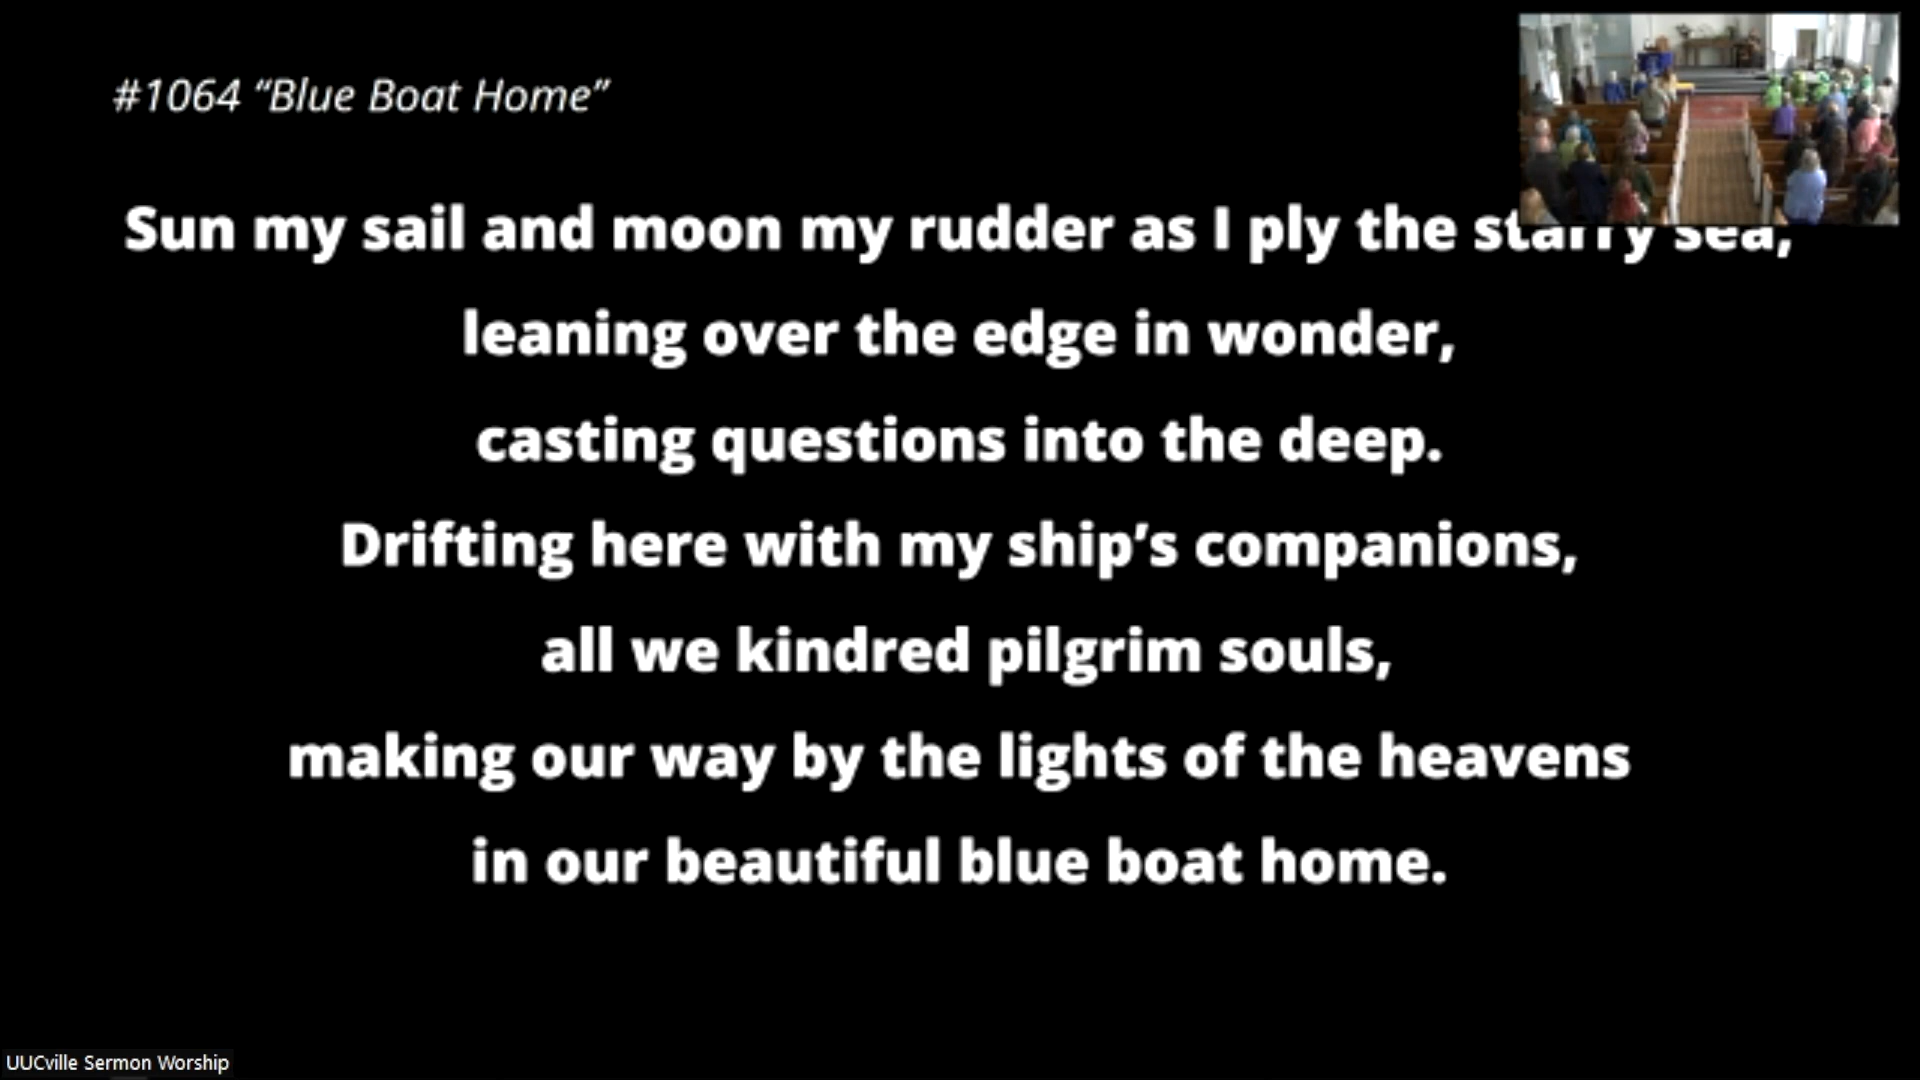 #1064 “Blue Boat Home”
Sun my sail and moon my rudder as I ply the starry sea,
leaning over the edge in wonder,
casting questions into the deep.
Drifting here with my ship’s companions,
all we kindred pilgrim souls,
making our way by the lights of the heavens
in our beautiful blue boat home.
UUCville Sermon Worship